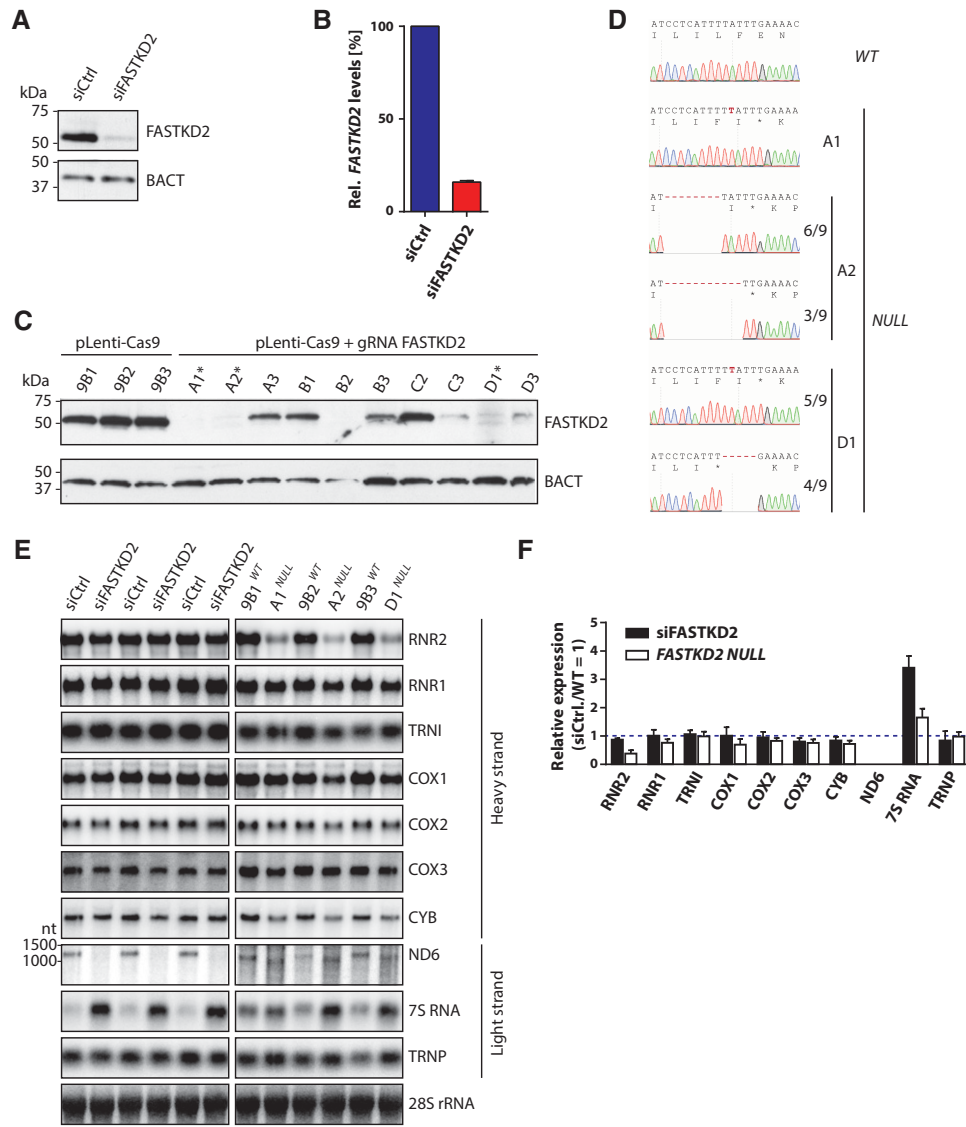 A
siCtrl
siFASTKD2
kDa
75
50
FASTKD2
50
37
BACT
B
Rel. FASTKD2 levels [%]
100
50
0
siCtrl
siFASTKD2
C
pLenti-Cas9
pLenti-Cas9 + gRNA FASTKD2
kDa
9B1 9B2 9B3 A1* A2* A3 B1 B2 B3 C2 C3 D1* D3
75
50
FASTKD2
50
37
BACT
D
ATCCTCATTTTATTTGAAAAC
I L I L F E N
WT
ATCCTCATTTTTATTTGAAAA
I L I F I * K
A1
AT---------TATTTGAAAAC
I I * K P
6/9
AT------------TTGAAAAC
I * K P
3/9
A2
NULL
ATCCTCATTTTTATTTGAAAA
I L I F I * K
5/9
ATCCTCATTT-----GAAAAC
I L I * K P
4/9
D1
E
siCtrl siFASTKD2 siCtrl siFASTKD2 siCtrl siFASTKD2 9B1 WT A1 NULL 9B2 WT A2 NULL 9B3 WT D1 NULL
RNR2
RNR1
TRNI
COX1
COX2
COX3
CYB
Heavy strand
nt
1500
1000
ND6
7S RNA
TRNP
Light strand
28S rRNA
F
Relative expression
(siCtrl./WT = 1)
5
4
3
2
1
0
siFASTKD2
FASTKD2 NULL
RNR2 RNR1 TRNI COX1 COX2 COX3 CYB ND6 7S RNA TRNP